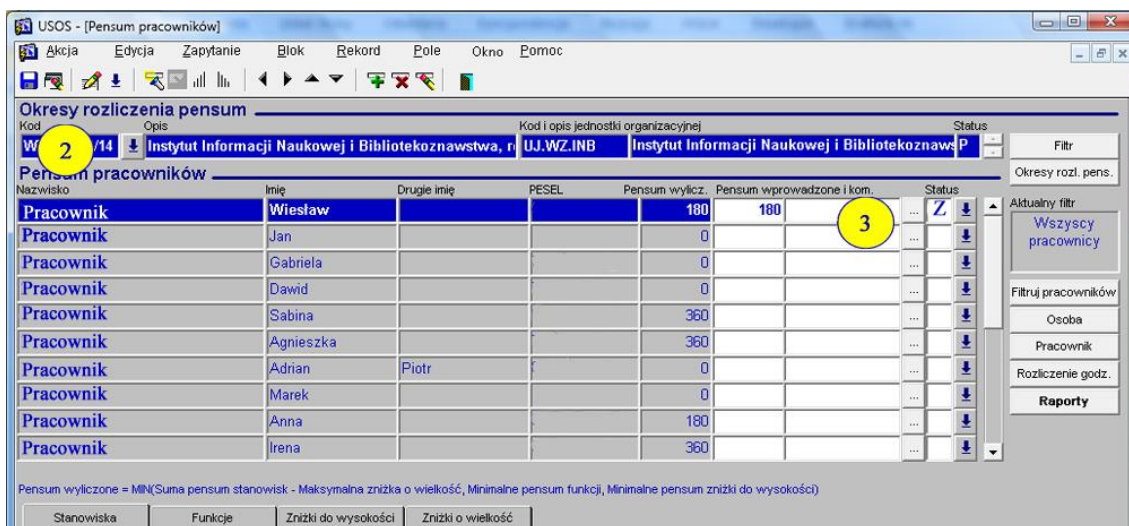 USOS - [Pensum pracowników]
Akcja Edycja Zapytanie Blok Rekord Pole Okno Pomoc
Okresy rozliczenia pensum
Kod Opis Kod i opis jednostki organizacyjnej Status
2 /14 Instytut Informacji Naukowej i Bibliotekoznawstwa, UJ.WZ.INB Instytut Informacji Naukowej i Bibliotekoznaws P Filtr
Pensum pracowników Okresy rozl. pens.
Nazwisko Imię Drugie imię PESEL Pensum wylicz. Pensum wprowadzone i kom. Status
Pracownik Wiesław 180 180 3 ... Z Aktualny filtr
Pracownik Jan 0 ... Wszyscy
Pracownik Gabriela 0 ... pracownicy
Pracownik Dawid 0 ... Filtruj pracowników
Pracownik Sabina 360 ... Osoba
Pracownik Agnieszka 360 ... Pracownik
Pracownik Adrian Piotr 0 ... Rozliczenie godz.
Pracownik Marek 0 ... Raporty
Pracownik Anna 180 ...
Pracownik Irena 360 ...
Pensum wyliczone = MIN(Suma pensum stanowisk - Maksymalna zniżka o wielkość, Minimalne pensum funkcji, Minimalne pensum zniżki do wysokości)
Stanowiska Funkcje Zniżki do wysokości Zniżki o wielkość